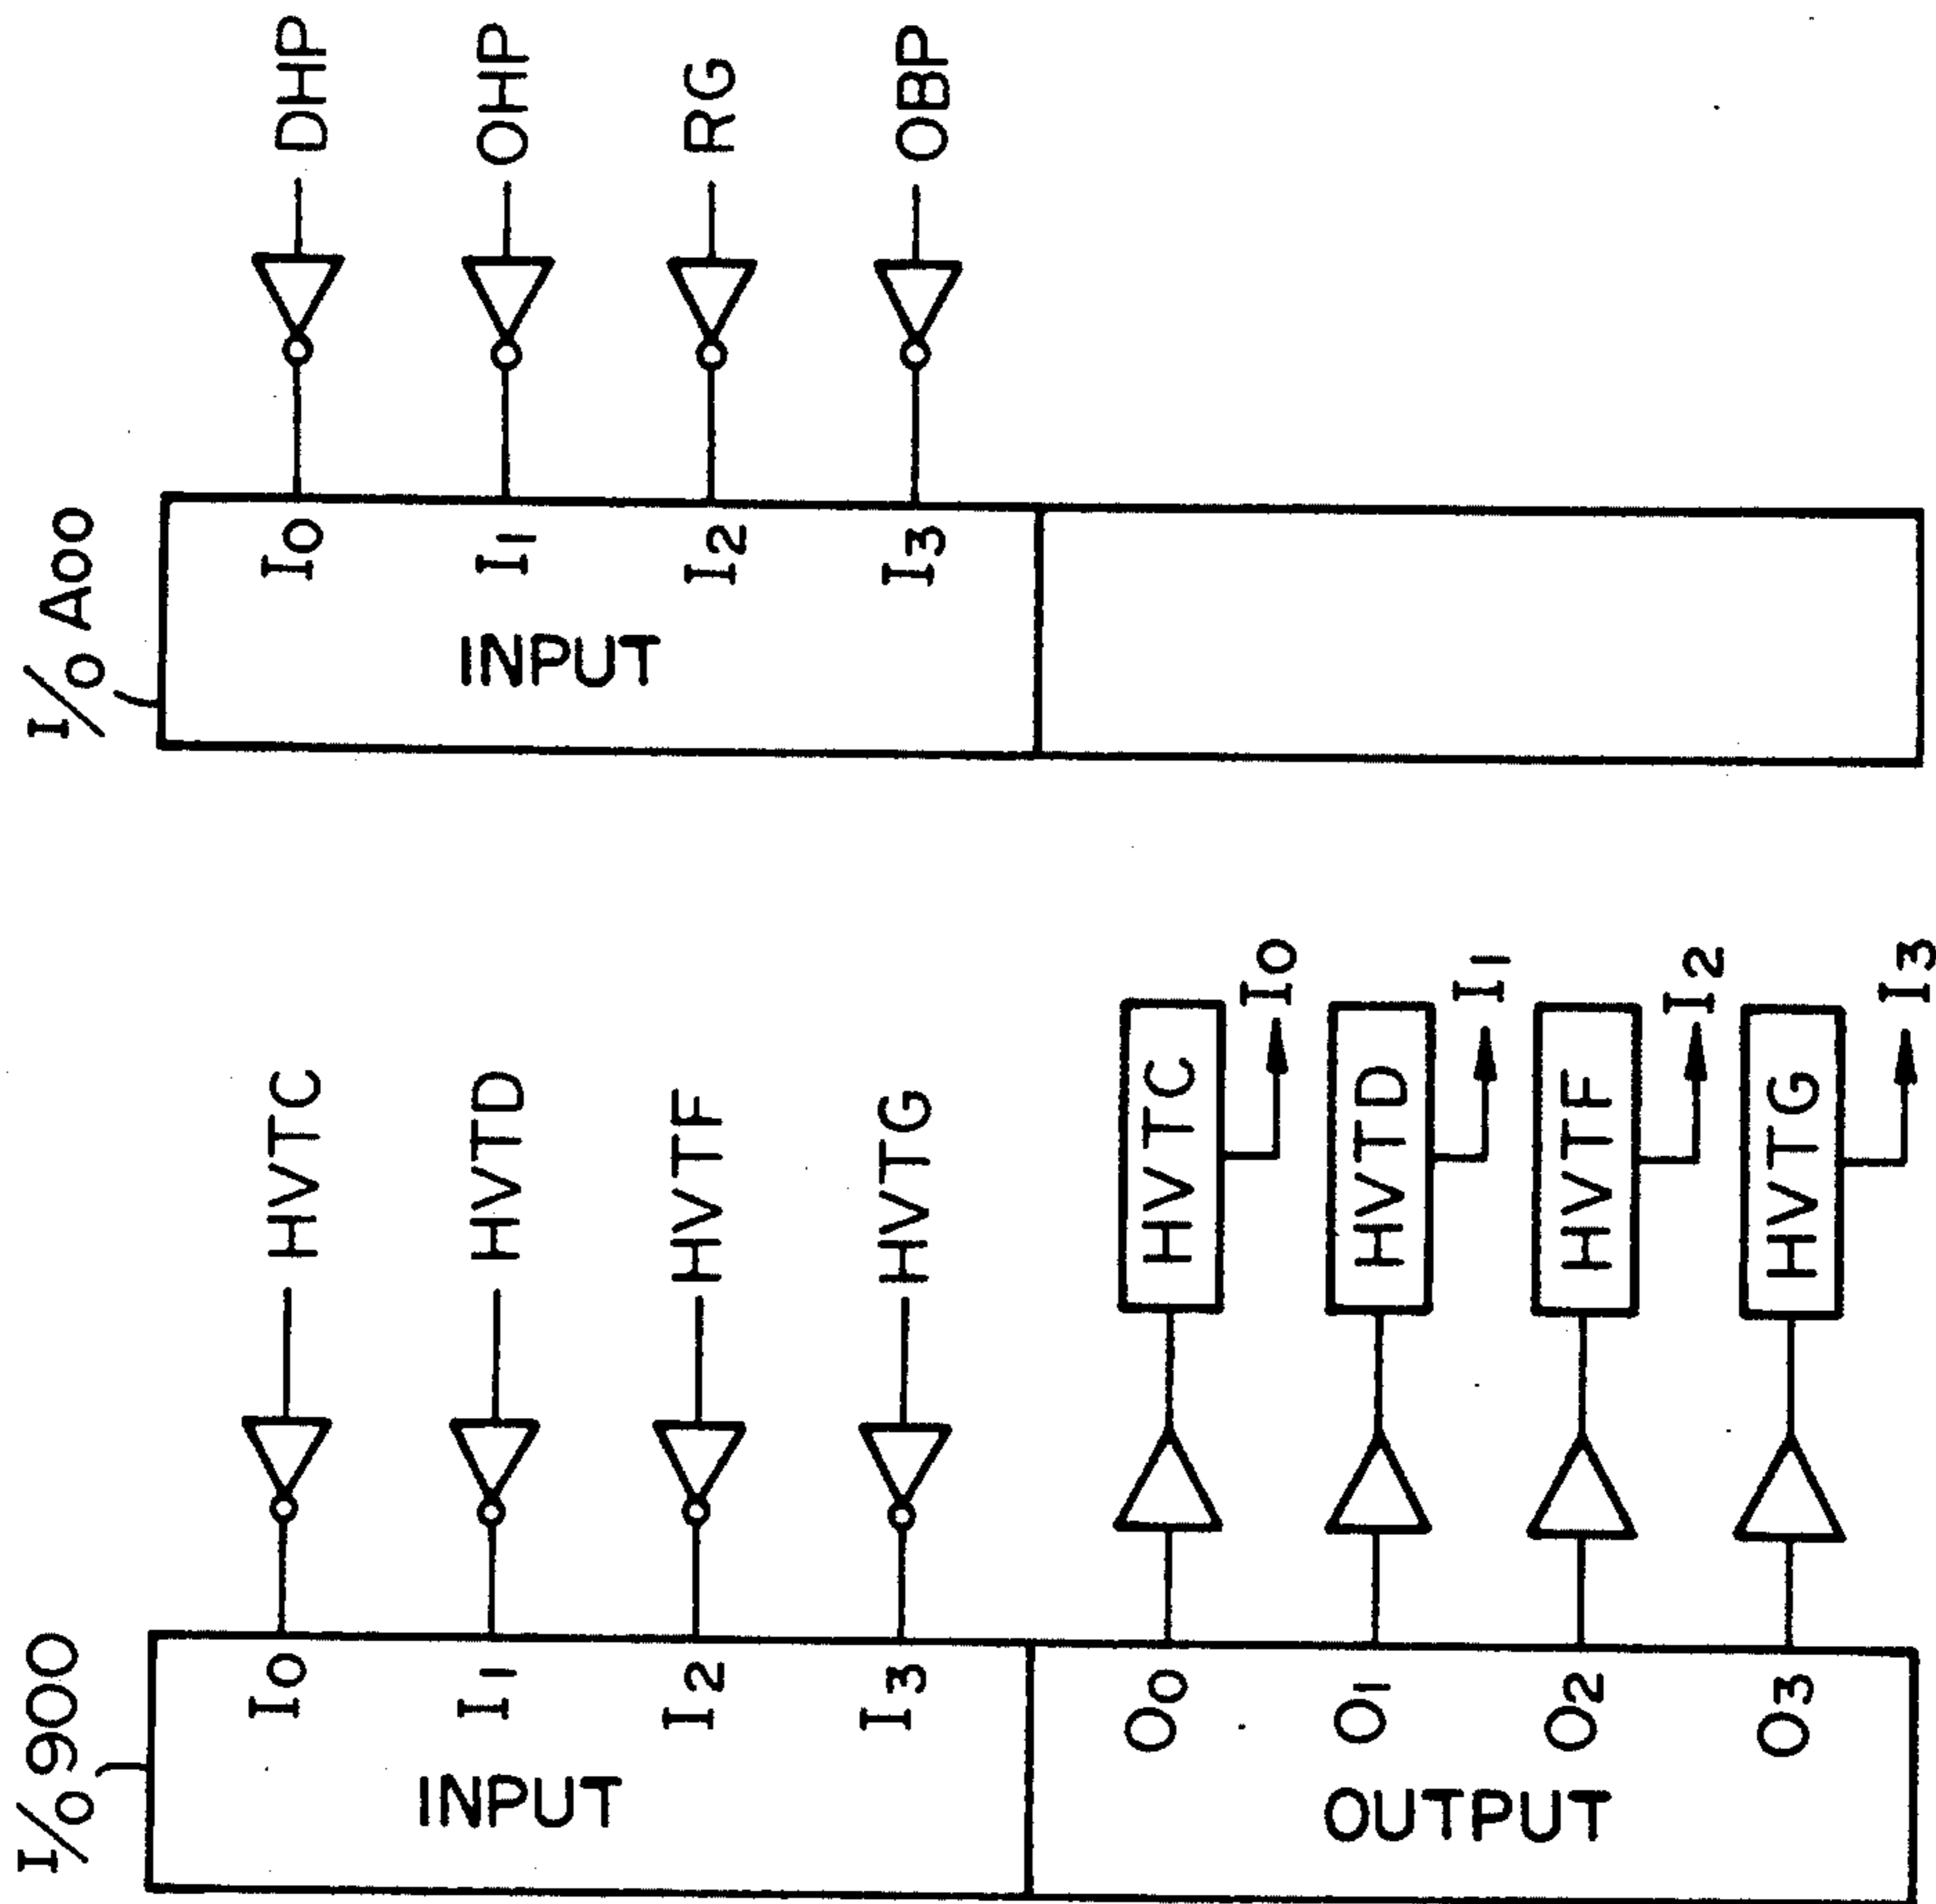 I/O 900
INPUT
I0
HVTC
I1
HVTD
I2
HVTF
I3
HVTG
OUTPUT
O0
HVTC
I0
O1
HVTD
I1
O2
HVTF
I2
O3
HVTG
I3
I/O A00
INPUT
I0
DHP
I1
OHP
I2
RG
I3
OBP